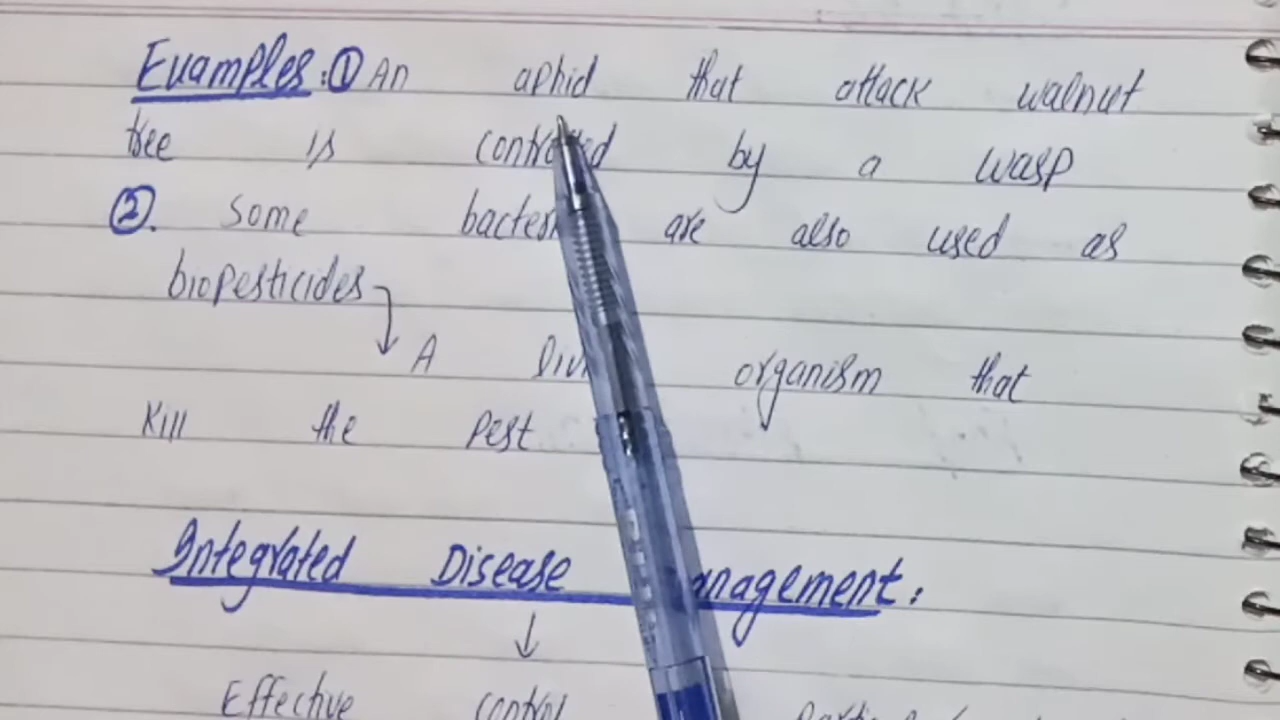 Examples: ① An aphid that attack walnut
tree is controlled by a wasp
②. Some bacteria are also used as
biopesticides
A organism that
Kill the pest
Integrated Disease Management:
Effective control